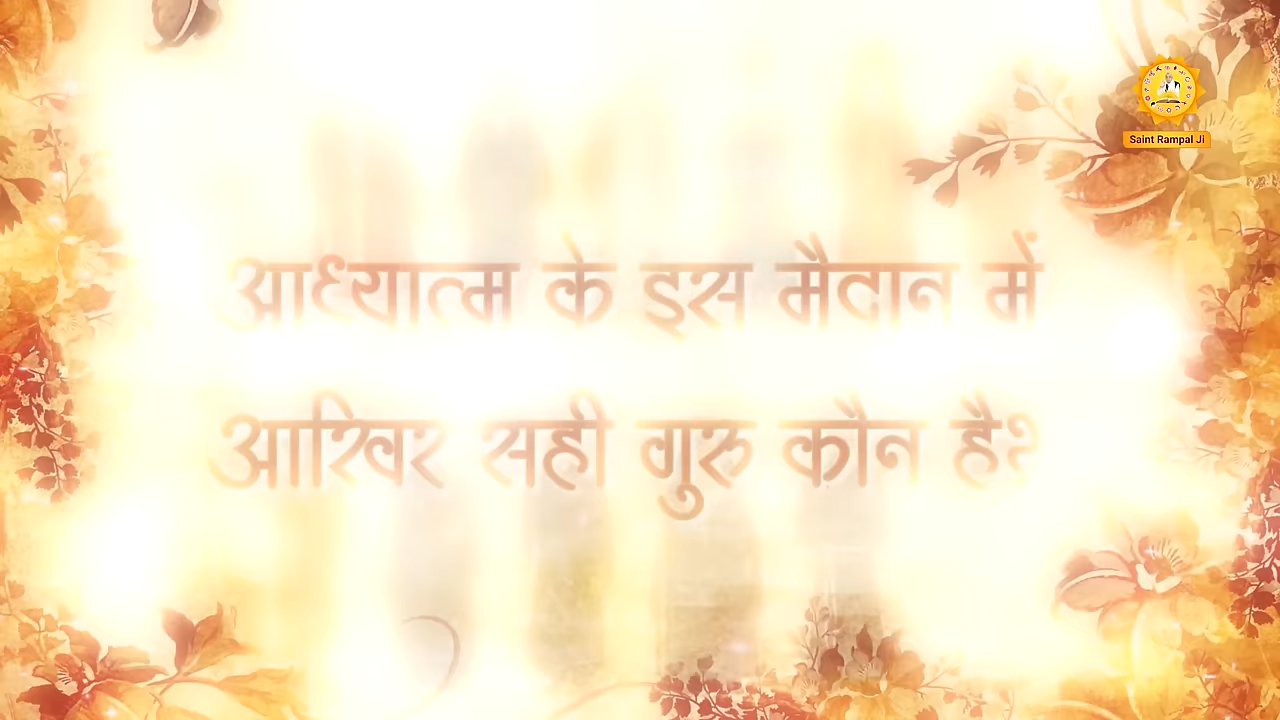 Saint Rampal Ji
आध्यात्म के इस मैदान में
आखिर सही गुरु कौन है?